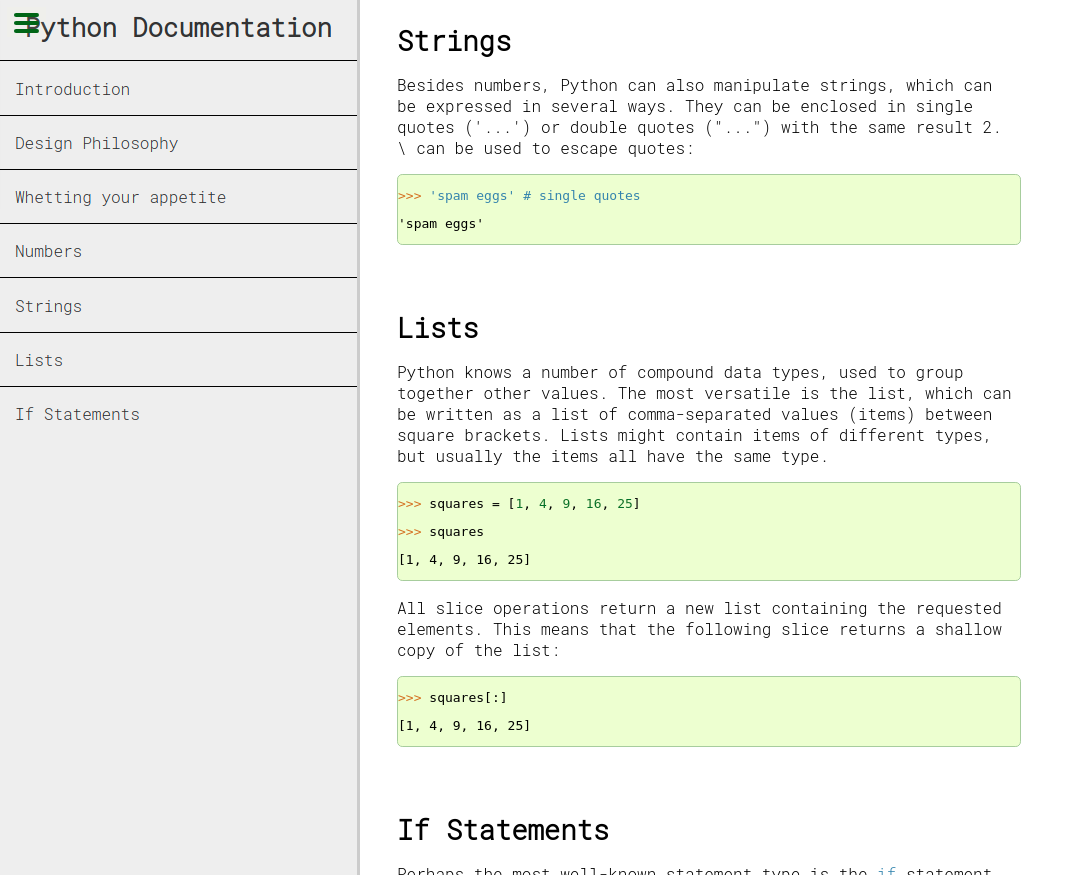 Python Documentation
Introduction
Design Philosophy
Whetting your appetite
Numbers
Strings
Lists
If Statements
Strings
Besides numbers, Python can also manipulate strings, which can
be expressed in several ways. They can be enclosed in single
quotes ('...') or double quotes ("...") with the same result 2.
\ can be used to escape quotes:
>>> 'spam eggs' # single quotes
'spam eggs'
Lists
Python knows a number of compound data types, used to group
together other values. The most versatile is the list, which can
be written as a list of comma-separated values (items) between
square brackets. Lists might contain items of different types,
but usually the items all have the same type.
>>> squares = [1, 4, 9, 16, 25]
>>> squares
[1, 4, 9, 16, 25]
All slice operations return a new list containing the requested
elements. This means that the following slice returns a shallow
copy of the list:
>>> squares[:]
[1, 4, 9, 16, 25]
If Statements
Perhaps the most well-known statement type is the if statement